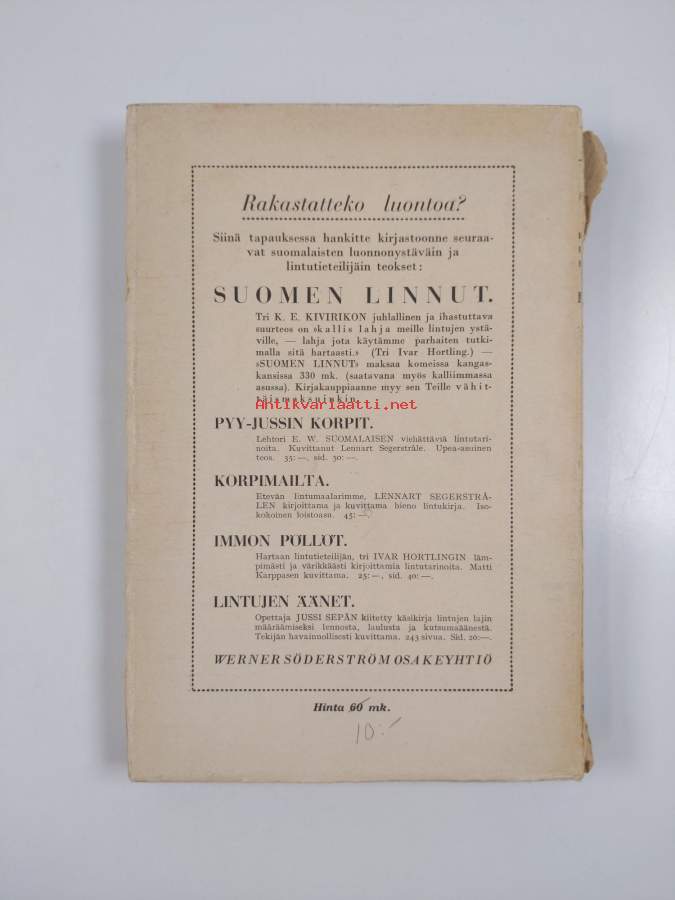 Rakastatteko luontoa?
Siinä tapauksessa hankitte kirjastoonne seuraa-
vat suomalaisten luonnonystäväin ja
lintutieteilijäin teokset:
SUOMEN LINNUT.
Tri K. E. KIVIRIKON juhlallinen ja ihastuttava
suurteos on »kallis lahja meille lintujen ystä-
ville, — lahja jota käytämme parhaiten tutki-
malla sitä hartaasti.» (Tri Ivar Hortling.) —
»SUOMEN LINNUT» maksaa komeissa kangas-
kansissa 330 mk. (saatavana myös kalliimmassa
asussa). Kirjakauppiaanne myy sen Teille vähit-
täismaksuinkin.
Antikvariaatti.net
PYY-JUSSIN KORPIT.
Lehtori E. W. SUOMALAISEN viehättäviä lintutari-
noita. Kuvittanut Lennart Segerstråle. Upea-asuinen
teos. 35:—, sid. 50:—.
KORPIMAILTA.
Etevän lintumaalarimme, LENNART SEGERSTRÅ-
LEN kirjoittama ja kuvittama hieno lintukirja. Iso-
kokoinen loistoasu. 45:—
IMMON PÖLLÖT.
Hartaan lintutieteilijän, tri IVAR HORTLINGIN läm-
pimästi ja värikkäästi kirjoittamia lintutarinoita. Matti
Karppasen kuvittama. 25:—, sid. 40:—.
LINTUJEN ÄÄNET.
Opettaja JUSSI SEPÄN kiitetty käsikirja lintujen lajin
määräämiseksi lennosta, laulusta ja kutsumaäänestä.
Tekijän havainnollisesti kuvittama. 243 sivua. Sid. 20:—.
WERNER SÖDERSTRÖM OSAKEYHTIÖ
Hinta 60 mk.
10:-